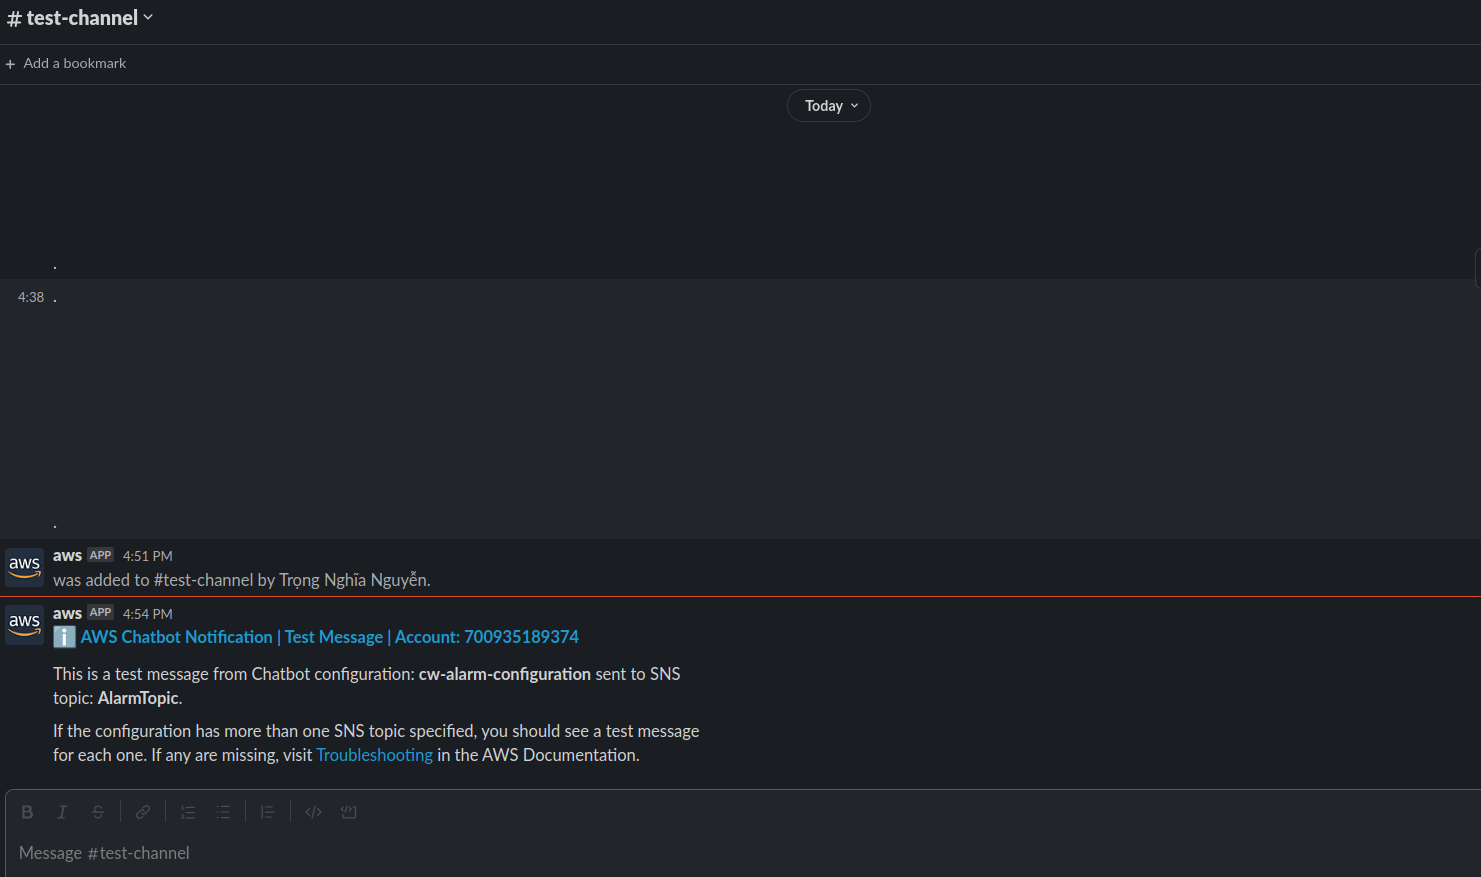 # test-channel
+ Add a bookmark
Today
.
4:38 .
.
aws
aws APP 4:51 PM
was added to #test-channel by Trọng Nghĩa Nguyễn.
aws
aws APP 4:54 PM
i AWS Chatbot Notification | Test Message | Account: 700935189374
This is a test message from Chatbot configuration: cw-alarm-configuration sent to SNS
topic: AlarmTopic.
If the configuration has more than one SNS topic specified, you should see a test message
for each one. If any are missing, visit Troubleshooting in the AWS Documentation.
B I S
Message #test-channel